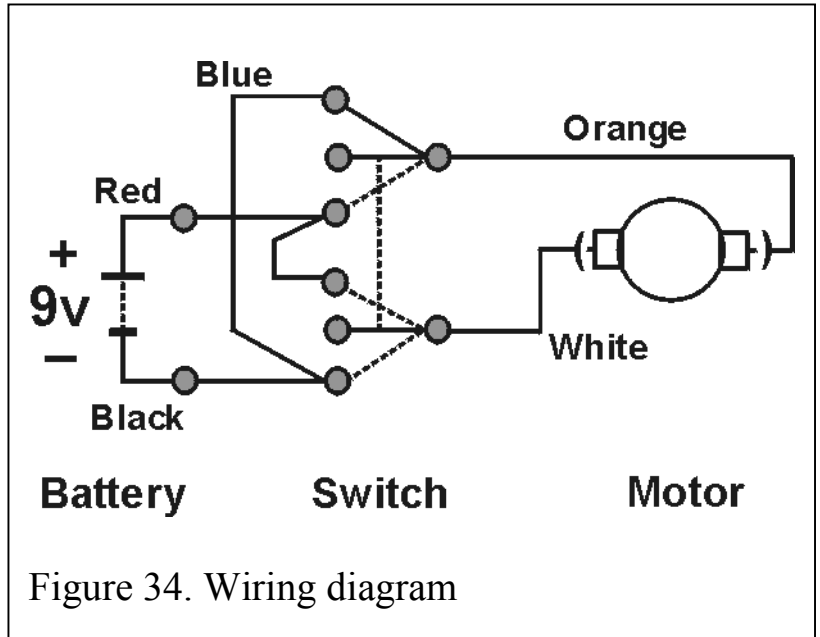 Blue
Orange
Red
+
9v
−
White
Black
Battery Switch Motor
Figure 34. Wiring diagram